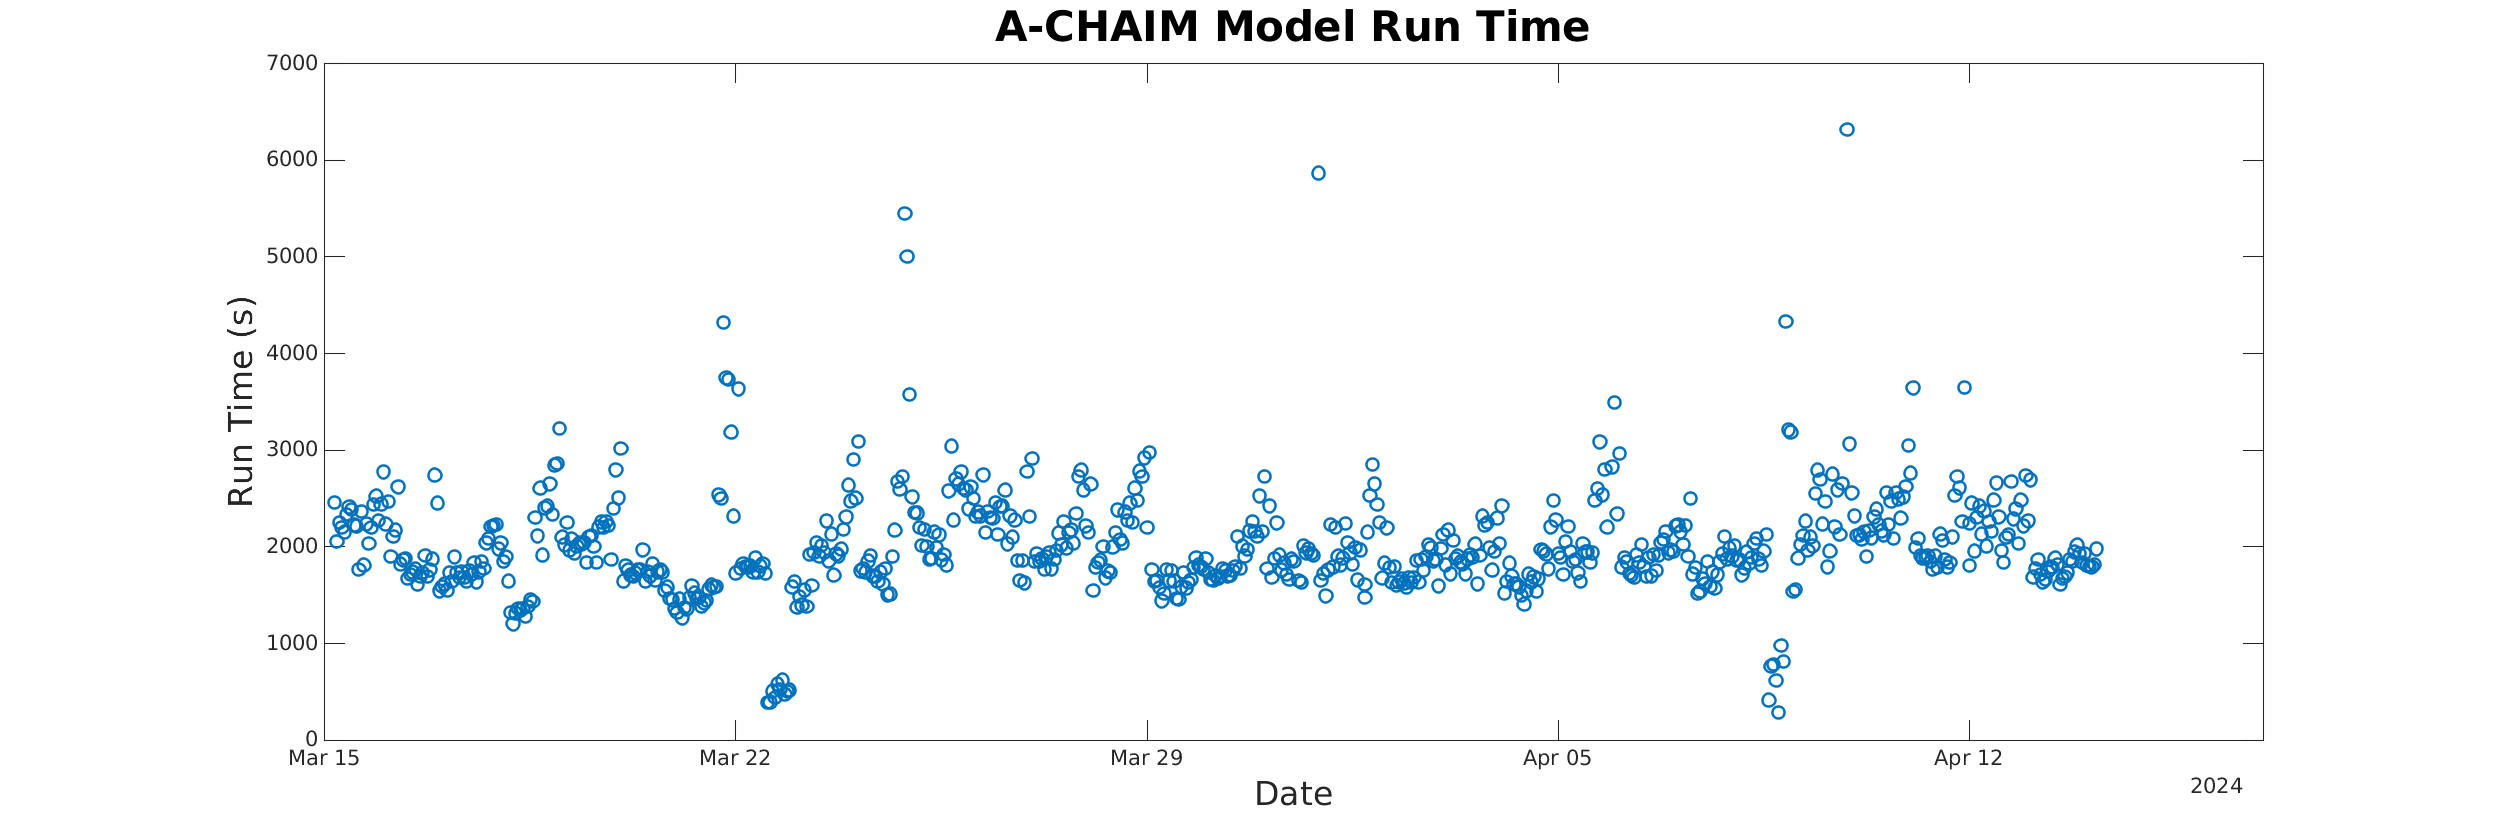 A-CHAIM Model Run Time
Run Time (s)
7000
6000
5000
4000
3000
2000
1000
0
Mar 15 Mar 22 Mar 29 Apr 05 Apr 12
2024
Date